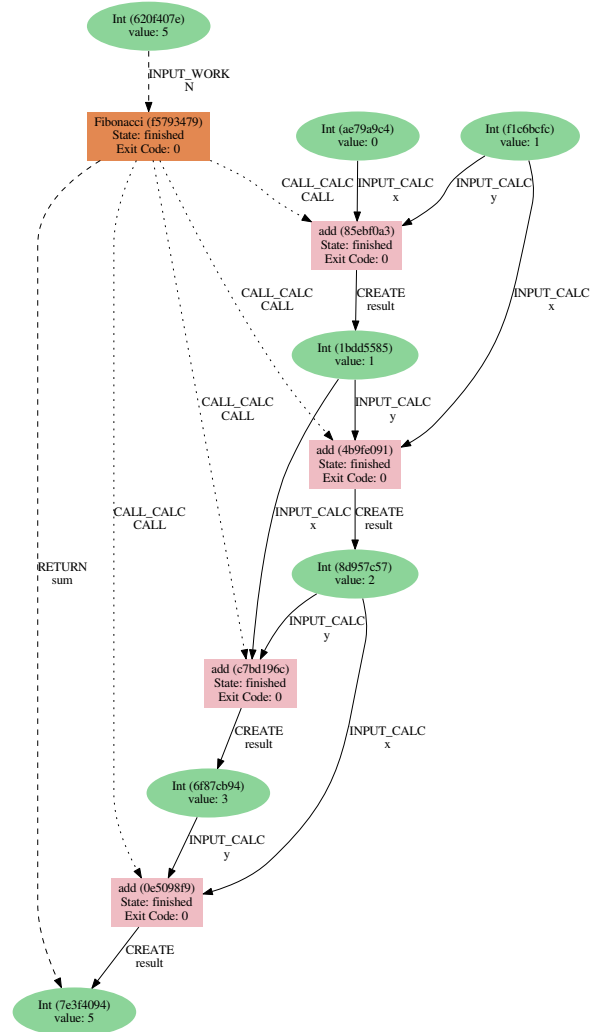 Int (620f407e)
value: 5
INPUT_WORK
N
Fibonacci (f5793479)
State: finished
Exit Code: 0
Int (ae79a9c4)
value: 0
Int (f1c6bcfc)
value: 1
CALL_CALC
CALL
INPUT_CALC
x
INPUT_CALC
y
add (85ebf0a3)
State: finished
Exit Code: 0
CALL_CALC
CALL
CREATE
result
INPUT_CALC
x
Int (1bdd5585)
value: 1
CALL_CALC
CALL
INPUT_CALC
y
add (4b9fe091)
State: finished
Exit Code: 0
CALL_CALC
CALL
INPUT_CALC
x
CREATE
result
RETURN
sum
Int (8d957c57)
value: 2
INPUT_CALC
y
add (c7bd196c)
State: finished
Exit Code: 0
CREATE
result
INPUT_CALC
x
Int (6f87cb94)
value: 3
INPUT_CALC
y
add (0e5098f9)
State: finished
Exit Code: 0
CREATE
result
Int (7e3f4094)
value: 5